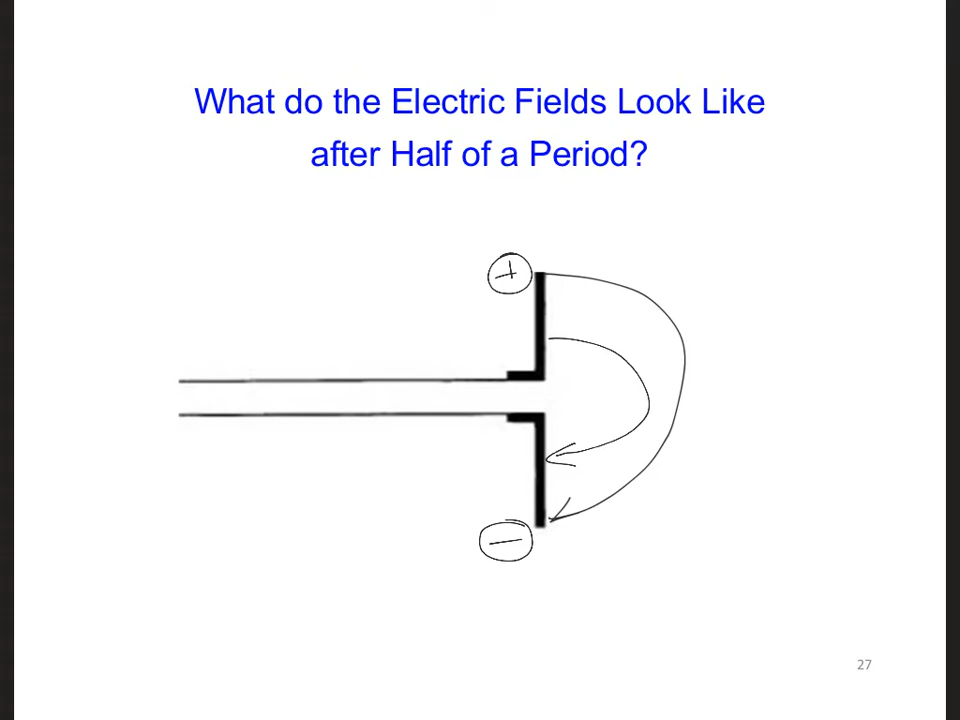 What do the Electric Fields Look Like
after Half of a Period?
+
−
27